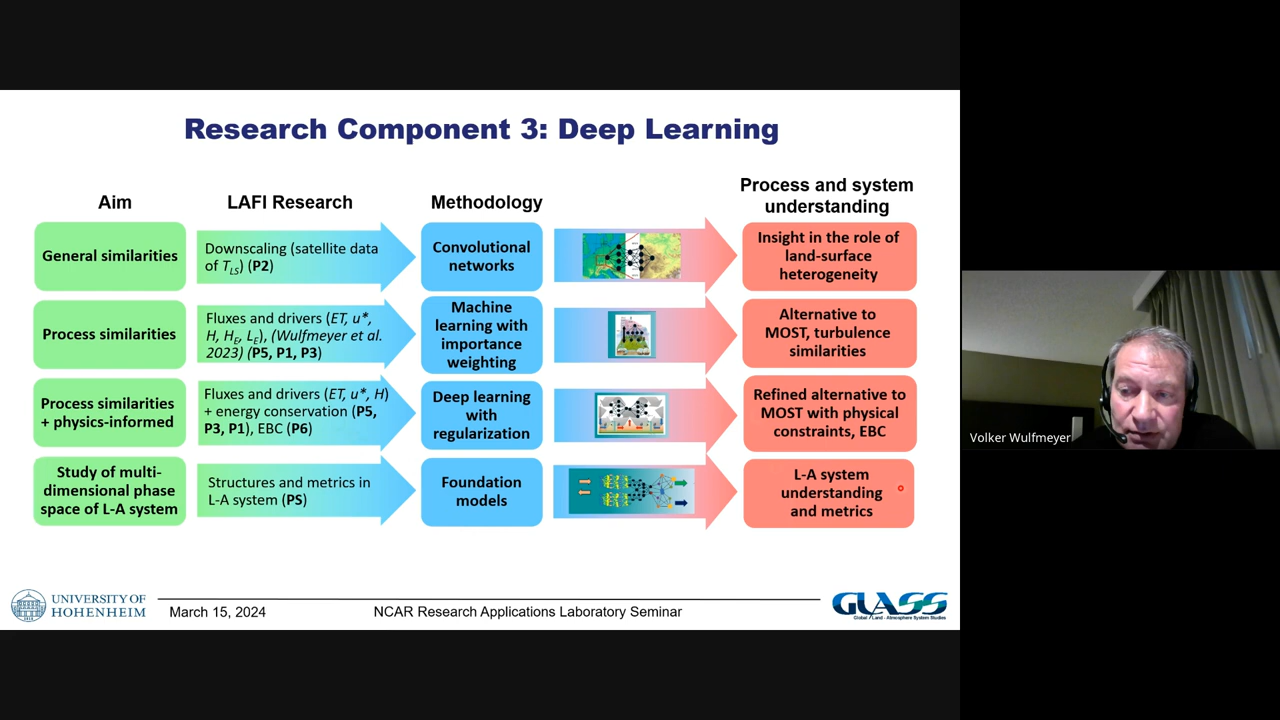 Research Component 3: Deep Learning
Aim
LAFI Research
Methodology
Process and system
understanding
General similarities
Downscaling (satellite data
of T_LS) (P2)
Convolutional
networks
Insight in the role of
land-surface
heterogeneity
Process similarities
Fluxes and drivers (ET, u*,
H, H_E, L_E), (Wulfmeyer et al.
2023) (P5, P1, P3)
Machine
learning with
importance
weighting
Alternative to
MOST, turbulence
similarities
Process similarities
+ physics-informed
Fluxes and drivers (ET, u*, H)
+ energy conservation (P5,
P3, P1), EBC (P6)
Deep learning
with
regularization
Refined alternative to
MOST with physical
constraints, EBC
Study of multi-
dimensional phase
space of L-A system
Structures and metrics in
L-A system (PS)
Foundation
models
L-A system
understanding
and metrics
UNIVERSITY OF
HOHENHEIM
March 15, 2024
NCAR Research Applications Laboratory Seminar
GLASS
Global Land - Atmosphere System Studies
Volker Wulfmeyer